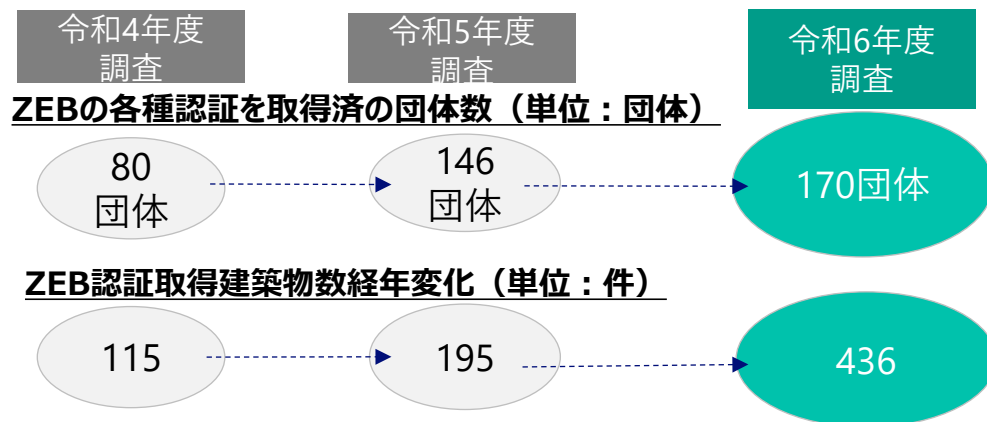 令和4年度
調査
令和5年度
調査
令和6年度
調査
ZEBの各種認証を取得済の団体数（単位：団体）
80
団体
146
団体
170団体
ZEB認証取得建築物数経年変化（単位：件）
115
195
436